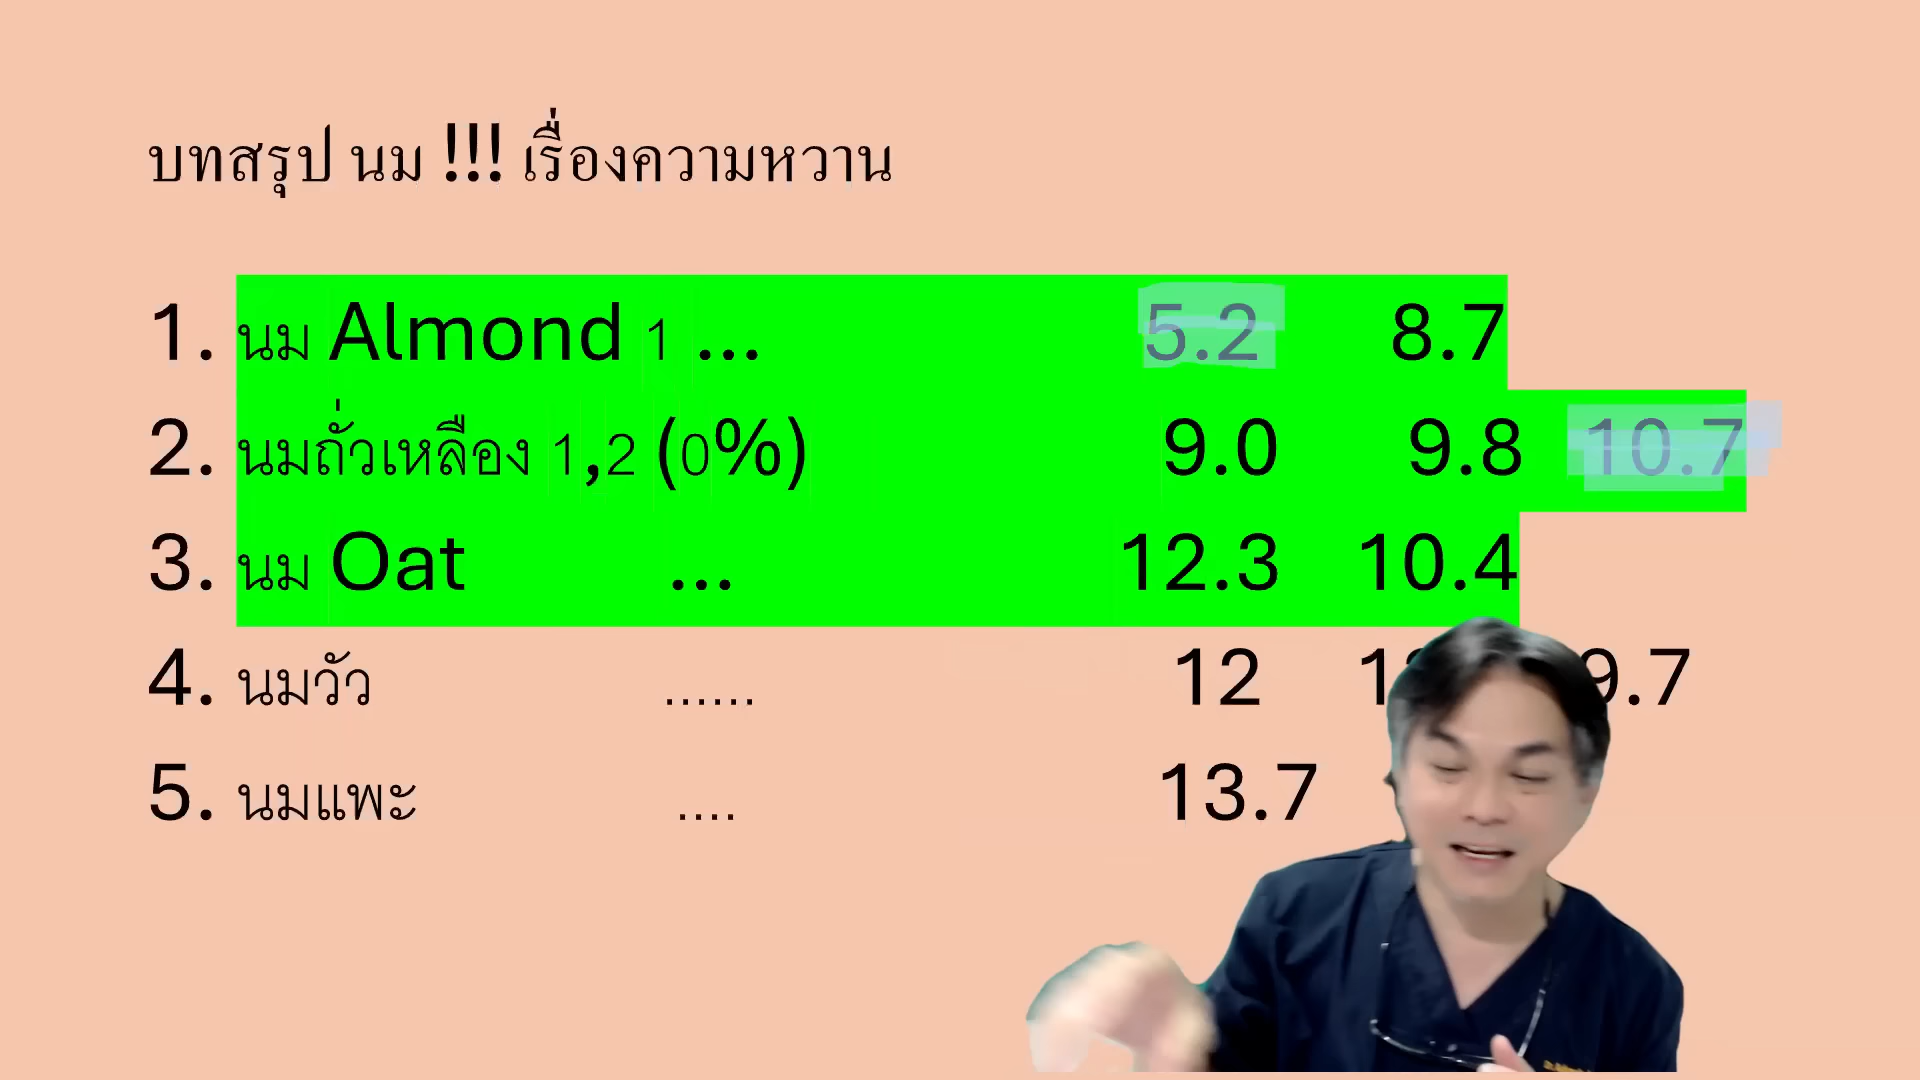 บทสรุป นม !!! เรื่องความหวาน
1. นม Almond 1 ... 5.2 8.7
2. นมถั่วเหลือง 1,2 (0%) 9.0 9.8 10.7
3. นม Oat ... 12.3 10.4
4. นมวัว ...... 12 9.7
5. นมแพะ .... 13.7